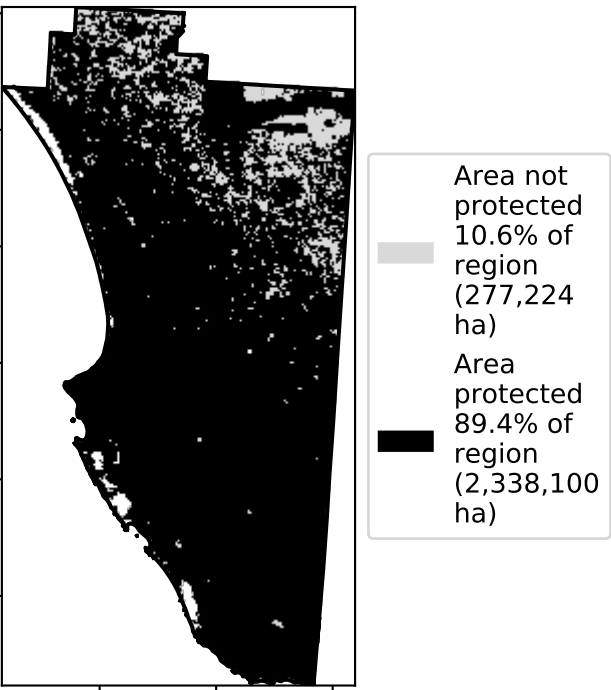 Area not
protected
10.6% of
region
(277,224
ha)
Area
protected
89.4% of
region
(2,338,100
ha)